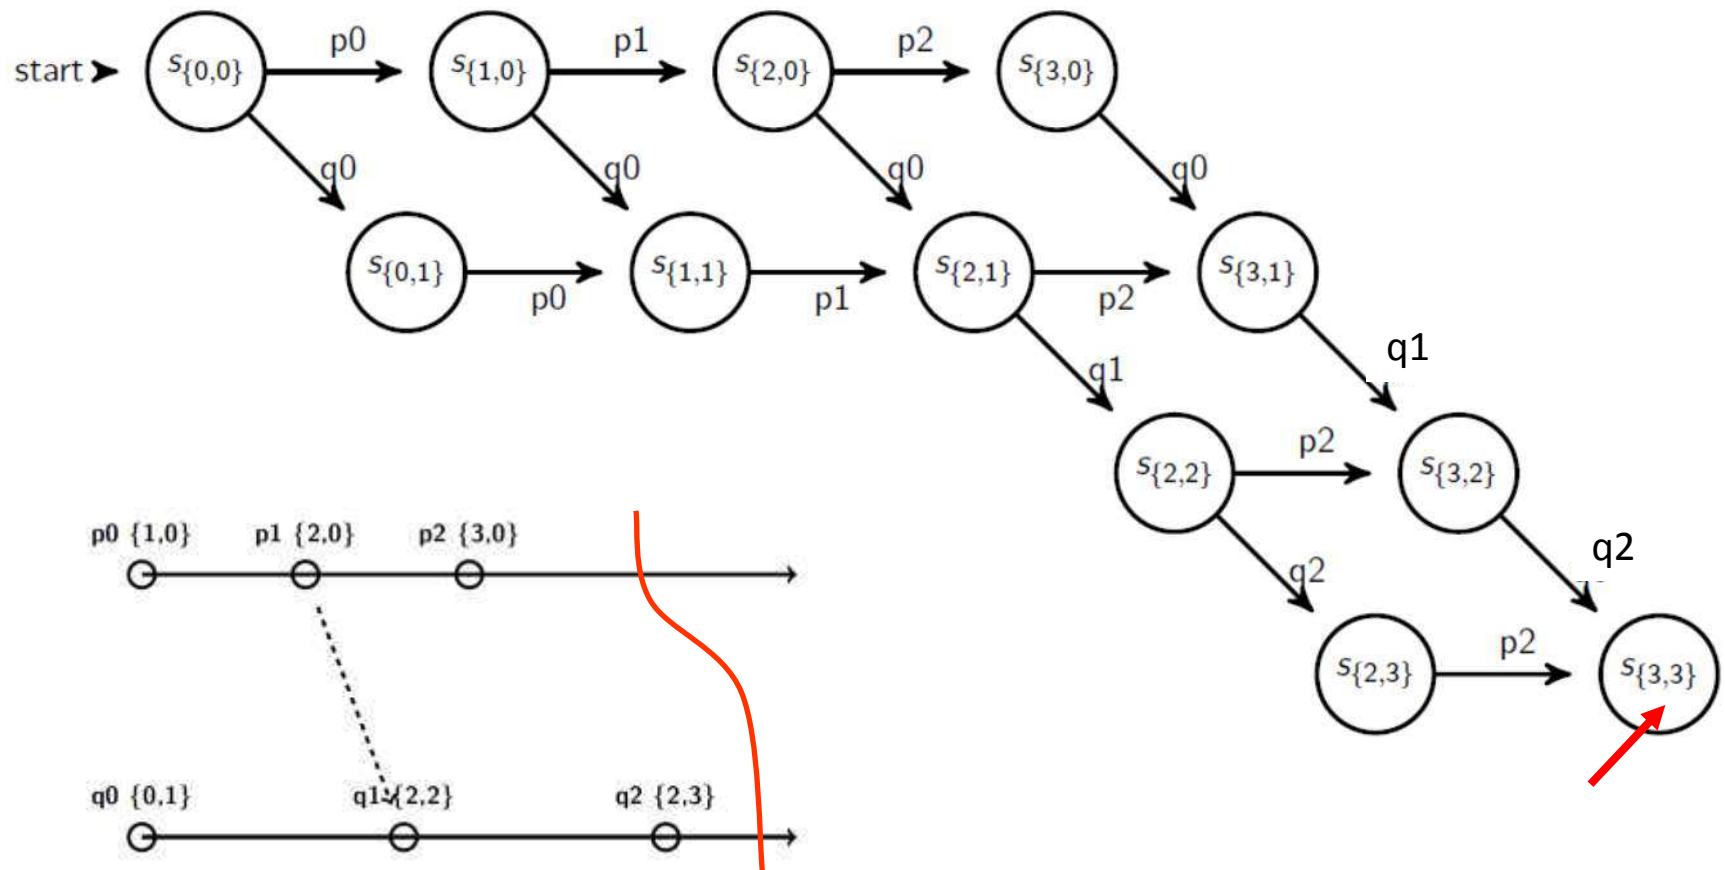 p0 p1 p2
start S{0,0} S{1,0} S{2,0} S{3,0}
q0 q0 q0 q0
S{0,1} S{1,1} S{2,1} S{3,1}
p0 p1 p2
q1 q1
p2
S{2,2} S{3,2}
p0 {1,0} p1 {2,0} p2 {3,0}
q2 q2
p2
S{2,3} S{3,3}
q0 {0,1} q1 {2,2} q2 {2,3}